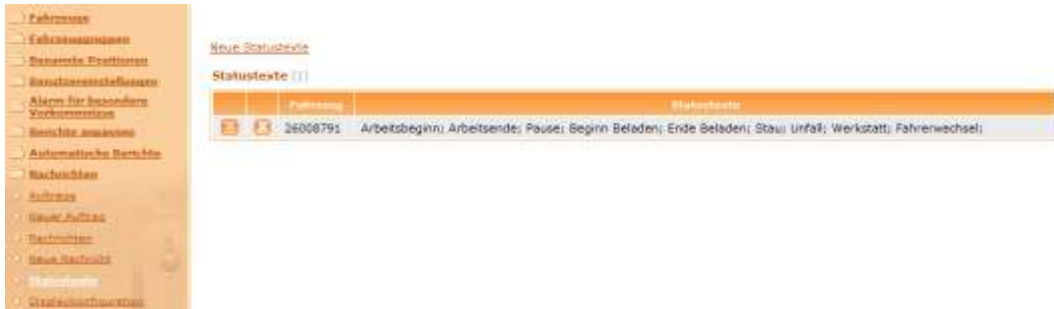 Fahrzeuge
Fahrzeuggruppen
Benannte Positionen
Benutzereinstellungen
Alarm für besondere
Vorkommnisse
Berichte anpassen
Automatische Berichte
Nachrichten
Aufträge
Neuer Auftrag
Nachrichten
Neue Nachricht
Statustexte
Neue Statustexte
Statustexte (1)
Fahrzeug Statustexte
26008791 Arbeitsbeginn; Arbeitsende; Pause; Beginn Beladen; Ende Beladen; Stau; Unfall; Werkstatt; Fahrerwechsel;